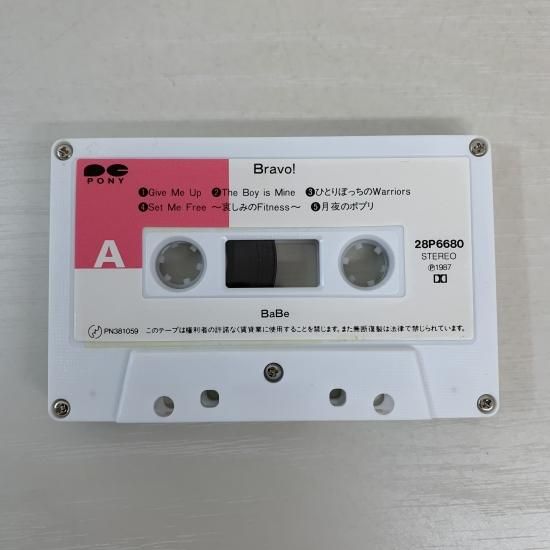 PC
PONY
Bravo!
❶Give Me Up ❷The Boy is Mine ❸ひとりぼっちのWarriors
❹Set Me Free 〜哀しみのFitness〜 ❺月夜のポプリ
A
28P6680
STEREO
Ⓟ1987
BaBe
PN381059 このテープは権利者の許諾なく賃貸業に使用することを禁じます。また無断複製は法律で禁じられています。